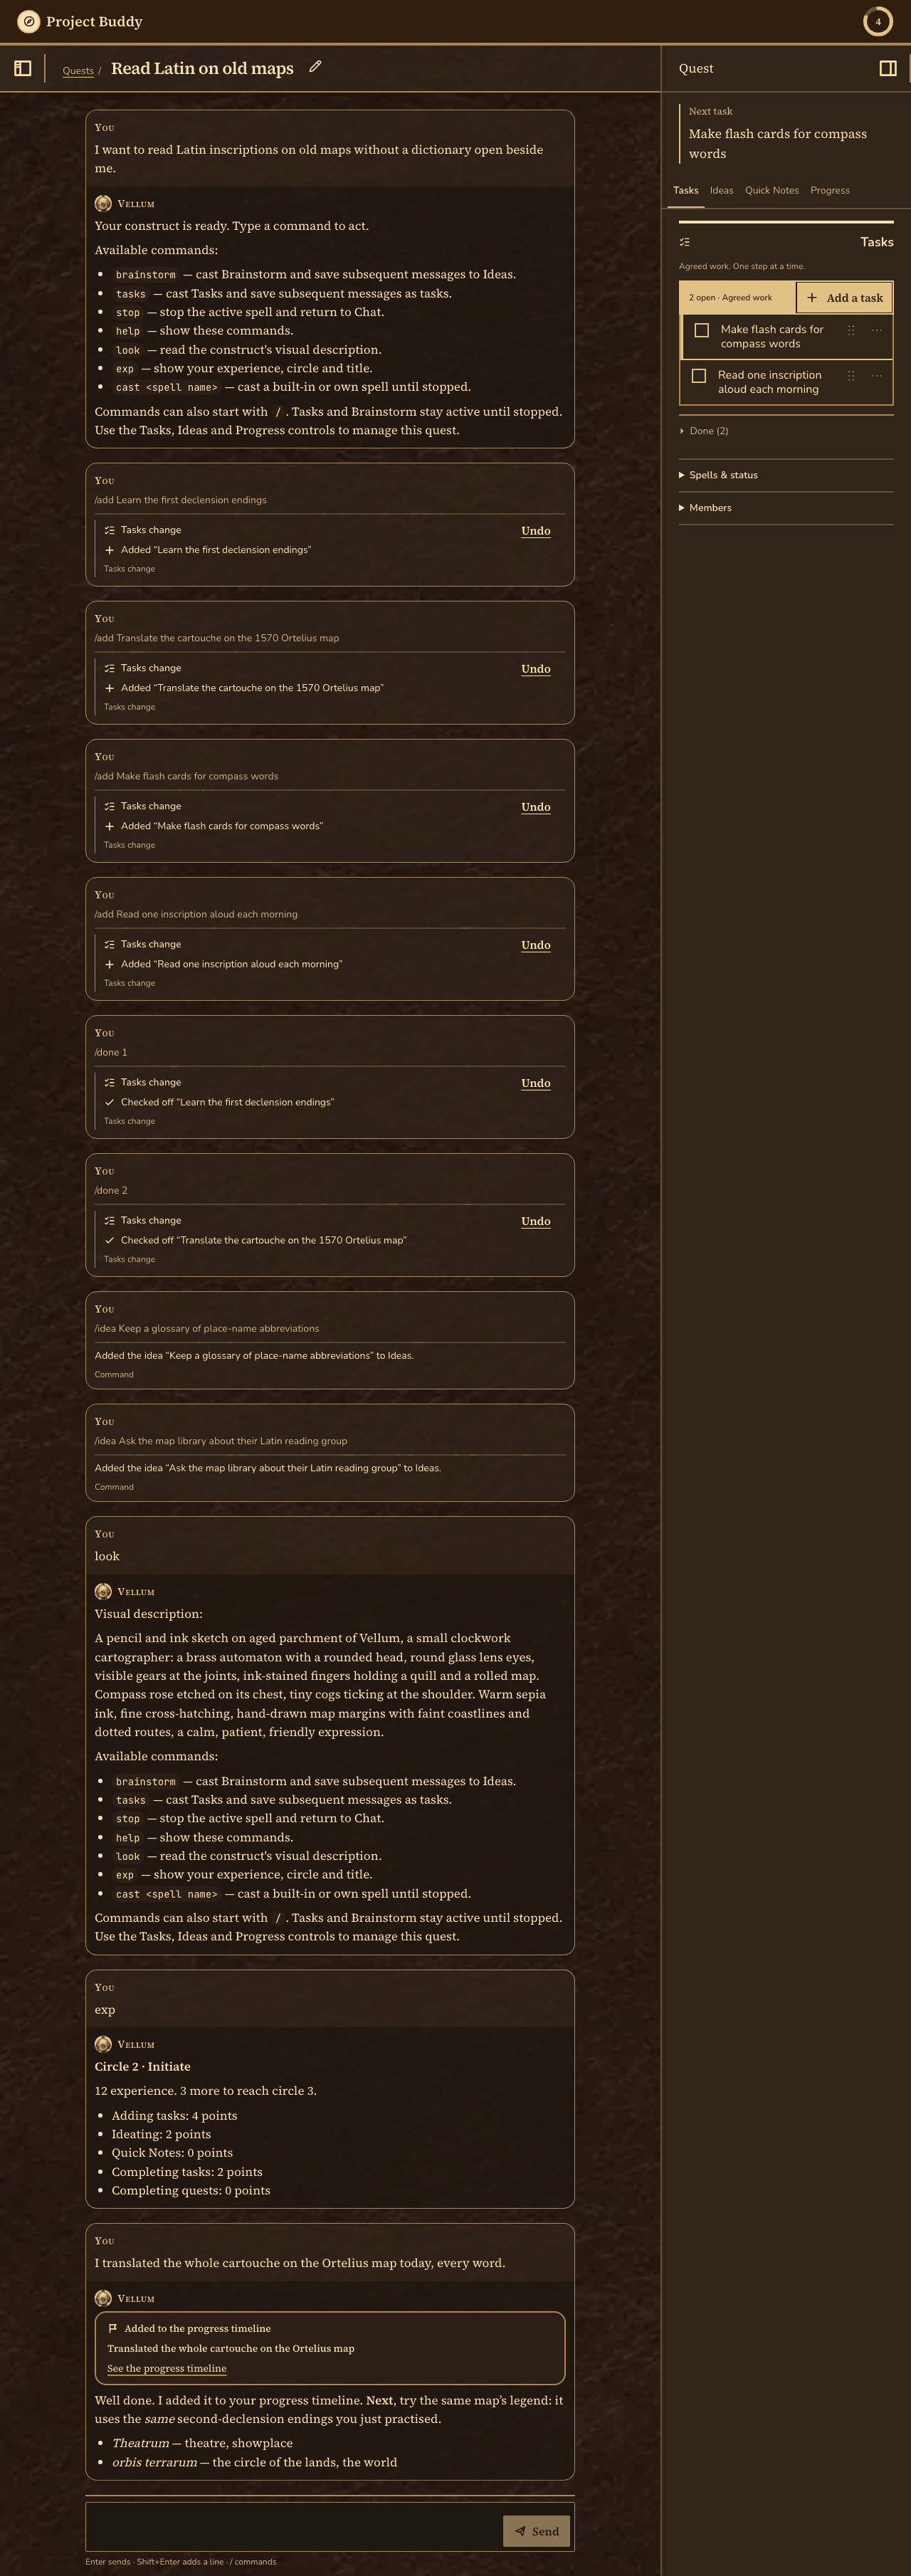 Project Buddy
4
Quests / Read Latin on old maps
You
I want to read Latin inscriptions on old maps without a dictionary open beside
me.
Vellum
Your construct is ready. Type a command to act.
Available commands:
• brainstorm — cast Brainstorm and save subsequent messages to Ideas.
• tasks — cast Tasks and save subsequent messages as tasks.
• stop — stop the active spell and return to Chat.
• help — show these commands.
• look — read the construct's visual description.
• exp — show your experience, circle and title.
• cast <spell name> — cast a built-in or own spell until stopped.
Commands can also start with / . Tasks and Brainstorm stay active until stopped.
Use the Tasks, Ideas and Progress controls to manage this quest.
You
/add Learn the first declension endings
Tasks change
Undo
Added “Learn the first declension endings”
Tasks change
You
/add Translate the cartouche on the 1570 Ortelius map
Tasks change
Undo
Added “Translate the cartouche on the 1570 Ortelius map”
Tasks change
You
/add Make flash cards for compass words
Tasks change
Undo
Added “Make flash cards for compass words”
Tasks change
You
/add Read one inscription aloud each morning
Tasks change
Undo
Added “Read one inscription aloud each morning”
Tasks change
You
/done 1
Tasks change
Undo
Checked off “Learn the first declension endings”
Tasks change
You
/done 2
Tasks change
Undo
Checked off “Translate the cartouche on the 1570 Ortelius map”
Tasks change
You
/idea Keep a glossary of place-name abbreviations
Added the idea “Keep a glossary of place-name abbreviations” to Ideas.
Command
You
/idea Ask the map library about their Latin reading group
Added the idea “Ask the map library about their Latin reading group” to Ideas.
Command
You
look
Vellum
Visual description:
A pencil and ink sketch on aged parchment of Vellum, a small clockwork
cartographer: a brass automaton with a rounded head, round glass lens eyes,
visible gears at the joints, ink-stained fingers holding a quill and a rolled map.
Compass rose etched on its chest, tiny cogs ticking at the shoulder. Warm sepia
ink, fine cross-hatching, hand-drawn map margins with faint coastlines and
dotted routes, a calm, patient, friendly expression.
Available commands:
• brainstorm — cast Brainstorm and save subsequent messages to Ideas.
• tasks — cast Tasks and save subsequent messages as tasks.
• stop — stop the active spell and return to Chat.
• help — show these commands.
• look — read the construct's visual description.
• exp — show your experience, circle and title.
• cast <spell name> — cast a built-in or own spell until stopped.
Commands can also start with / . Tasks and Brainstorm stay active until stopped.
Use the Tasks, Ideas and Progress controls to manage this quest.
You
exp
Vellum
Circle 2 · Initiate
12 experience. 3 more to reach circle 3.
• Adding tasks: 4 points
• Ideating: 2 points
• Quick Notes: 0 points
• Completing tasks: 2 points
• Completing quests: 0 points
You
I translated the whole cartouche on the Ortelius map today, every word.
Vellum
Added to the progress timeline
Translated the whole cartouche on the Ortelius map
See the progress timeline
Well done. I added it to your progress timeline. Next, try the same map’s legend: it
uses the same second-declension endings you just practised.
• Theatrum — theatre, showplace
• orbis terrarum — the circle of the lands, the world
Send
Enter sends · Shift+Enter adds a line · / commands
Quest
Next task
Make flash cards for compass
words
Tasks Ideas Quick Notes Progress
Tasks
Agreed work. One step at a time.
2 open · Agreed work
Add a task
Make flash cards for
compass words
Read one inscription
aloud each morning
Done (2)
Spells & status
Members